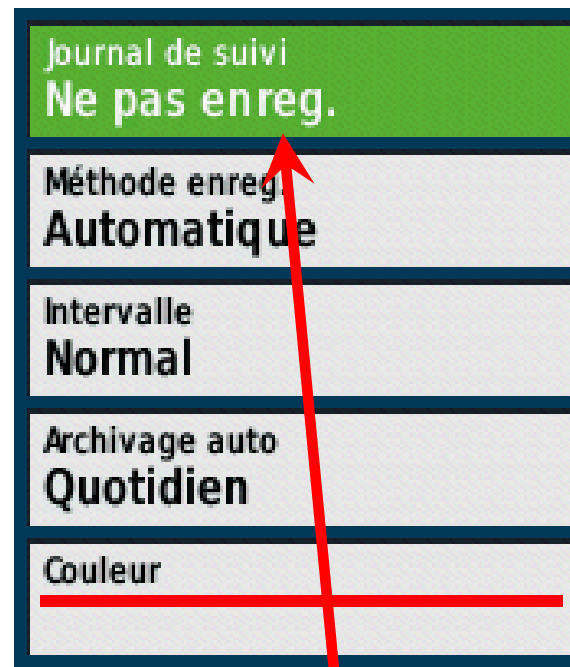 Journal de suivi
Ne pas enreg.
Méthode enreg.
Automatique
Intervalle
Normal
Archivage auto
Quotidien
Couleur